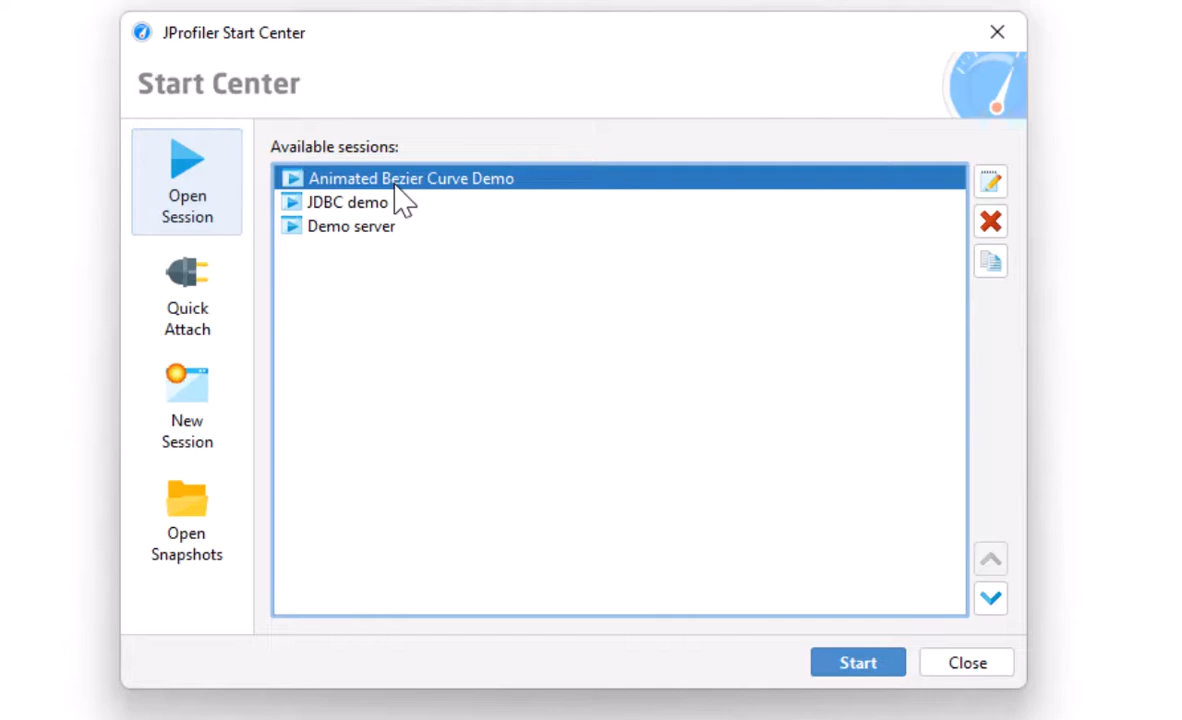 JProfiler Start Center
Start Center
Open
Session
Quick
Attach
New
Session
Open
Snapshots
Available sessions:
Animated Bezier Curve Demo
JDBC demo
Demo server
Start
Close